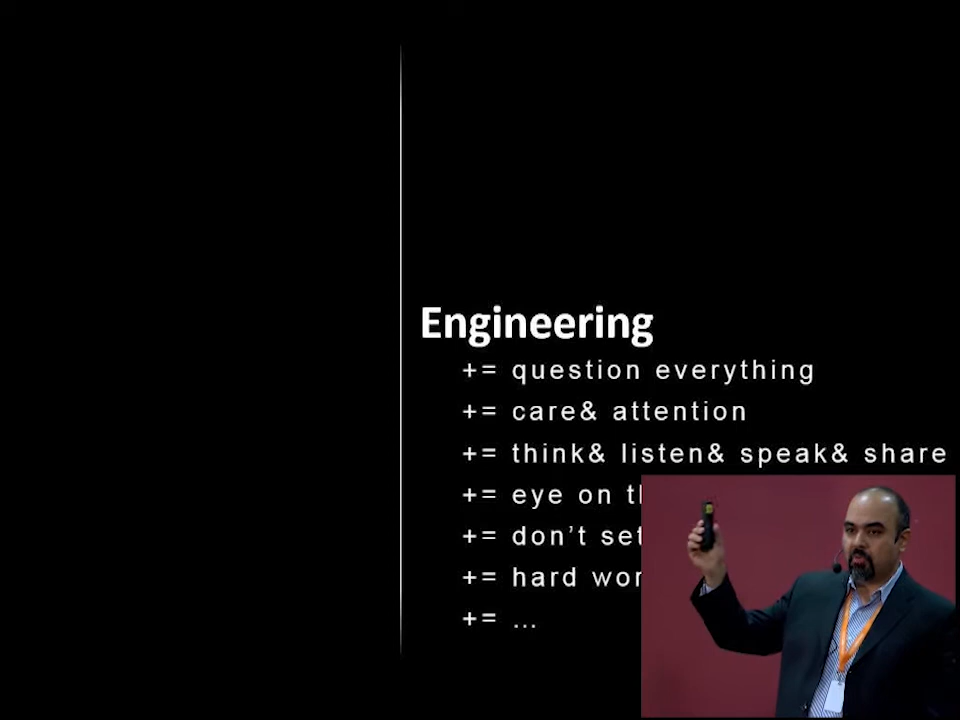 Engineering
+= question everything
+= care& attention
+= think& listen& speak& share
+= eye on
+= don’t
+= hard
+= ...